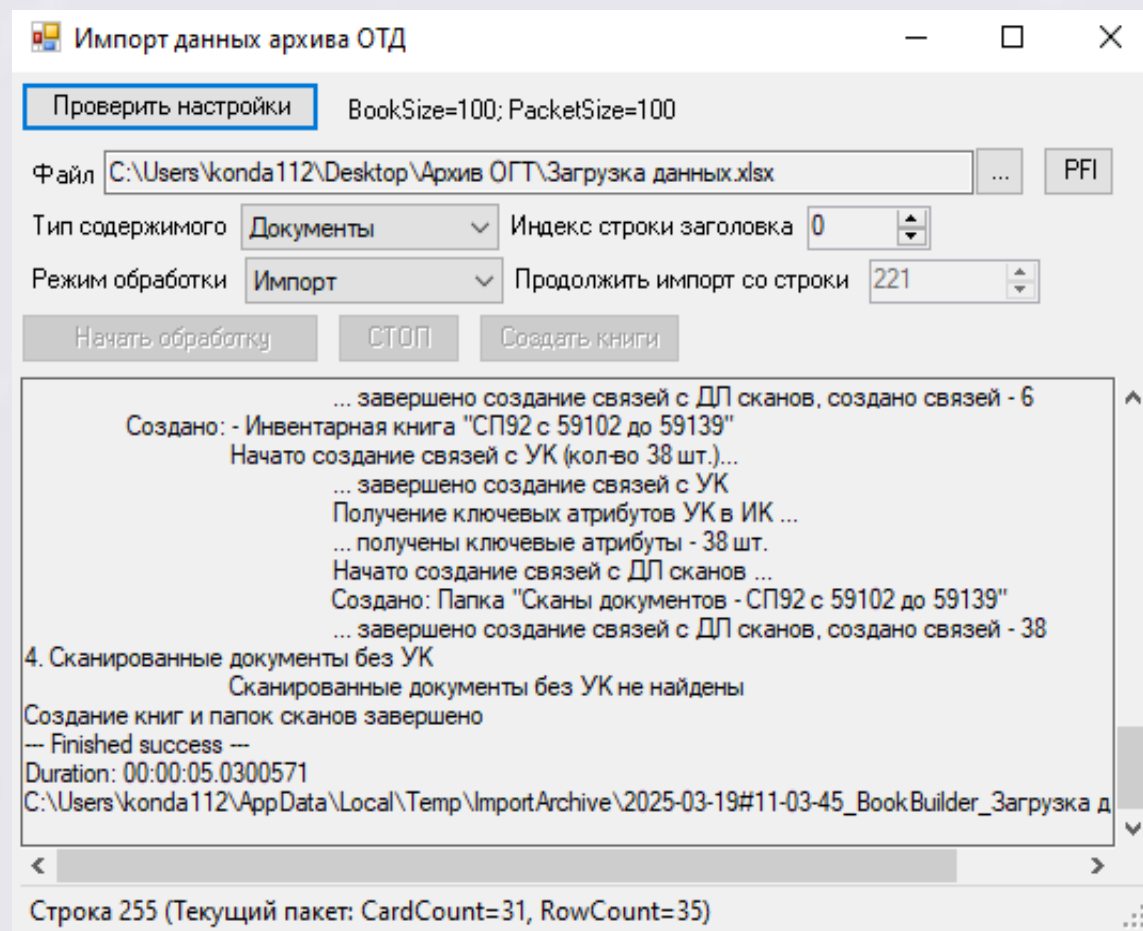 Импорт данных архива ОТД
Проверить настройки BookSize=100; PacketSize=100
Файл C:\Users\konda112\Desktop\Архив ОГТ\Загрузка данных.xlsx ... PFI
Тип содержимого Документы Индекс строки заголовка 0
Режим обработки Импорт Продолжить импорт со строки 221
Начать обработку СТОП Создать книги
... завершено создание связей с ДП сканов, создано связей - 6
Создано: - Инвентарная книга "СП92 с 59102 до 59139"
Начато создание связей с УК (кол-во 38 шт.)...
... завершено создание связей с УК
Получение ключевых атрибутов УК в ИК ...
... получены ключевые атрибуты - 38 шт.
Начато создание связей с ДП сканов ...
Создано: Папка "Сканы документов - СП92 с 59102 до 59139"
... завершено создание связей с ДП сканов, создано связей - 38
4. Сканированные документы без УК
Сканированные документы без УК не найдены
Создание книг и папок сканов завершено
--- Finished success ---
Duration: 00:00:05.0300571
C:\Users\konda112\AppData\Local\Temp\ImportArchive\2025-03-19#11-03-45_BookBuilder_Загрузка д
Строка 255 (Текущий пакет: CardCount=31, RowCount=35)